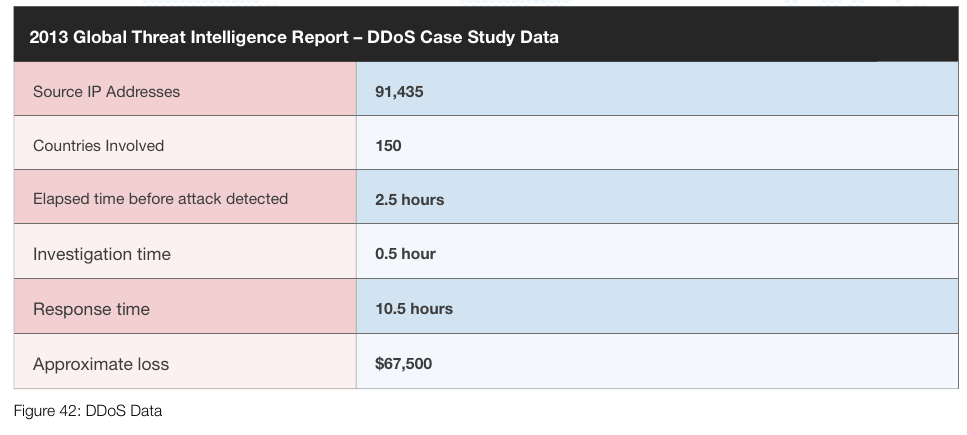 2013 Global Threat Intelligence Report – DDoS Case Study Data
Source IP Addresses 91,435
Countries Involved 150
Elapsed time before attack detected 2.5 hours
Investigation time 0.5 hour
Response time 10.5 hours
Approximate loss $67,500
Figure 42: DDoS Data